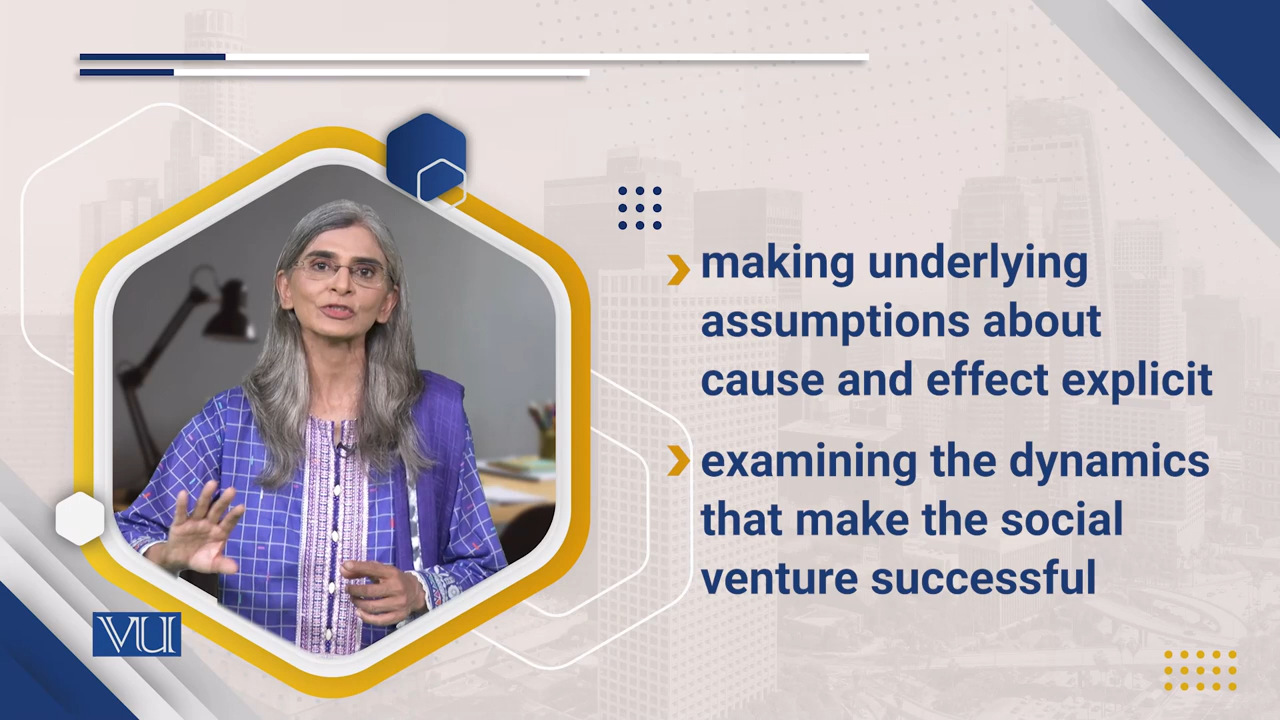 making underlying
assumptions about
cause and effect explicit
examining the dynamics
that make the social
venture successful
VU